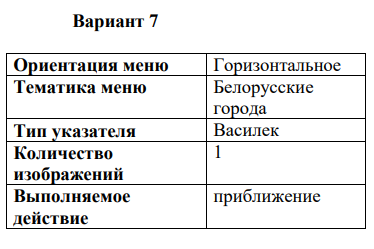 Вариант 7
Ориентация меню Горизонтальное
Тематика меню Белорусские
города
Тип указателя Василек
Количество 1
изображений
Выполняемое приближение
действие